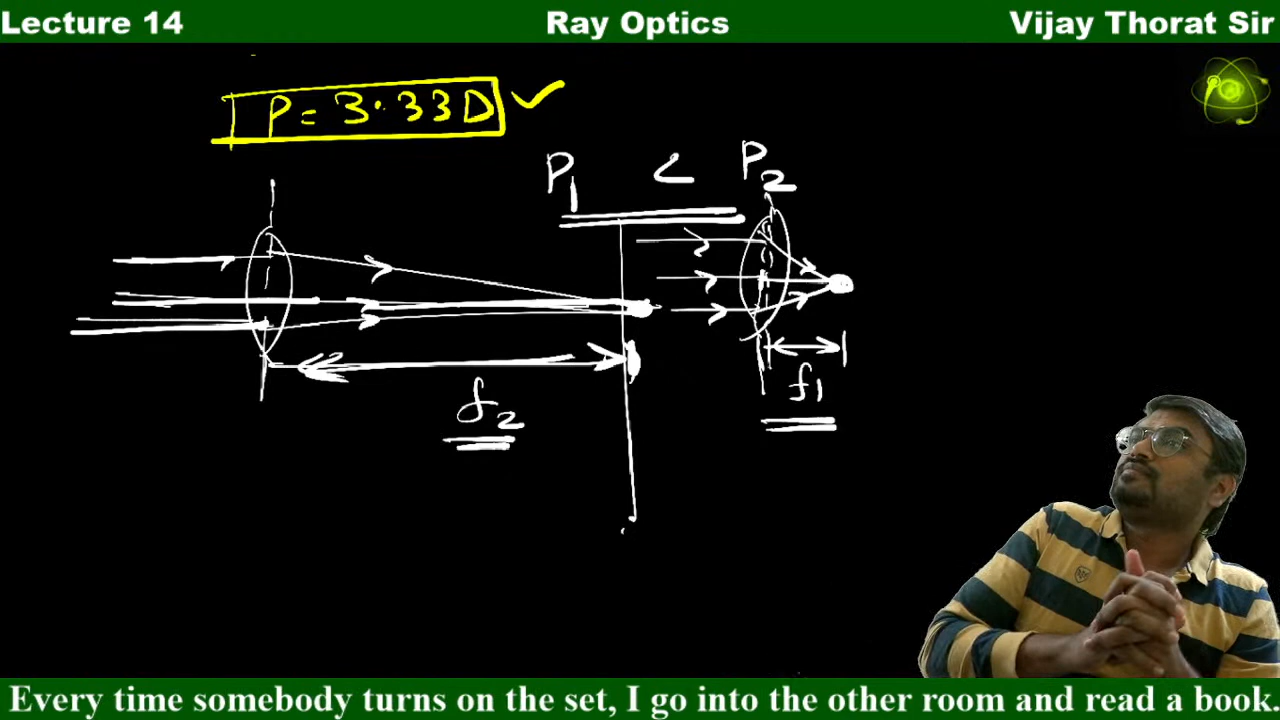 Lecture 14
Ray Optics
Vijay Thorat Sir
P = 3.33D ✓
P1 < P2
f2
f1
Every time somebody turns on the set, I go into the other room and read a book.